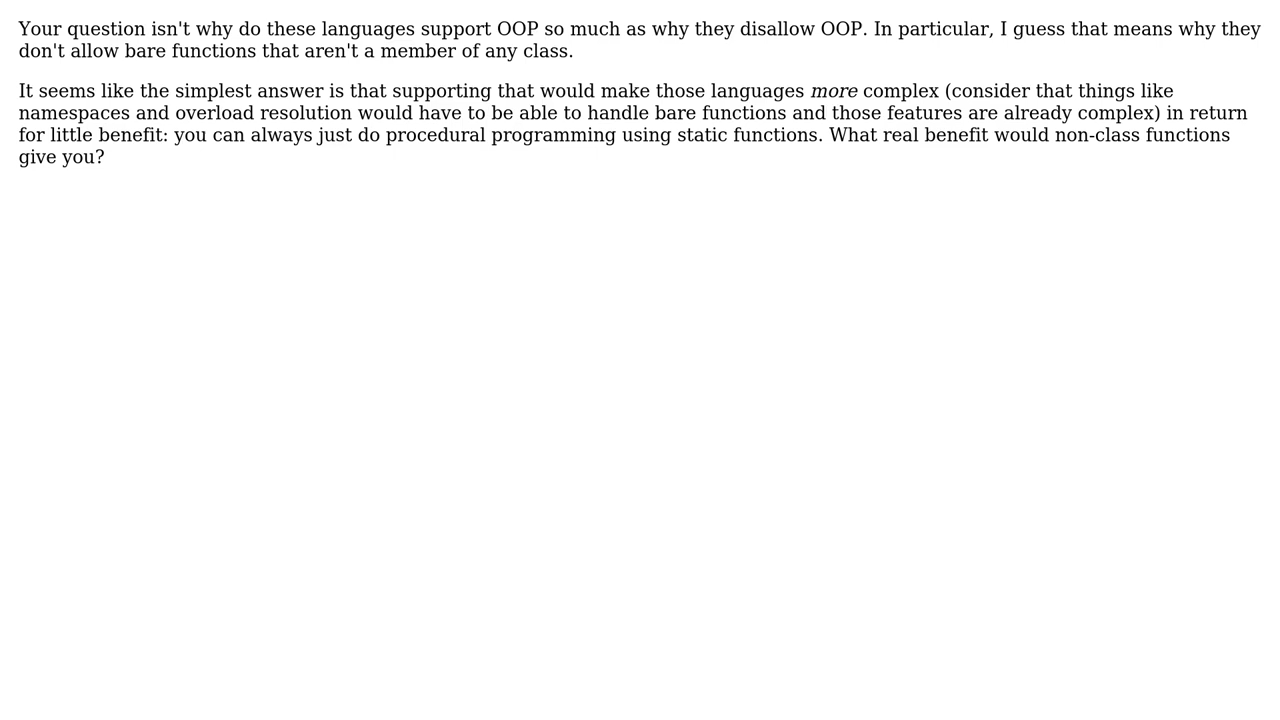 Your question isn't why do these languages support OOP so much as why they disallow OOP. In particular, I guess that means why they
don't allow bare functions that aren't a member of any class.
It seems like the simplest answer is that supporting that would make those languages more complex (consider that things like
namespaces and overload resolution would have to be able to handle bare functions and those features are already complex) in return
for little benefit: you can always just do procedural programming using static functions. What real benefit would non-class functions
give you?